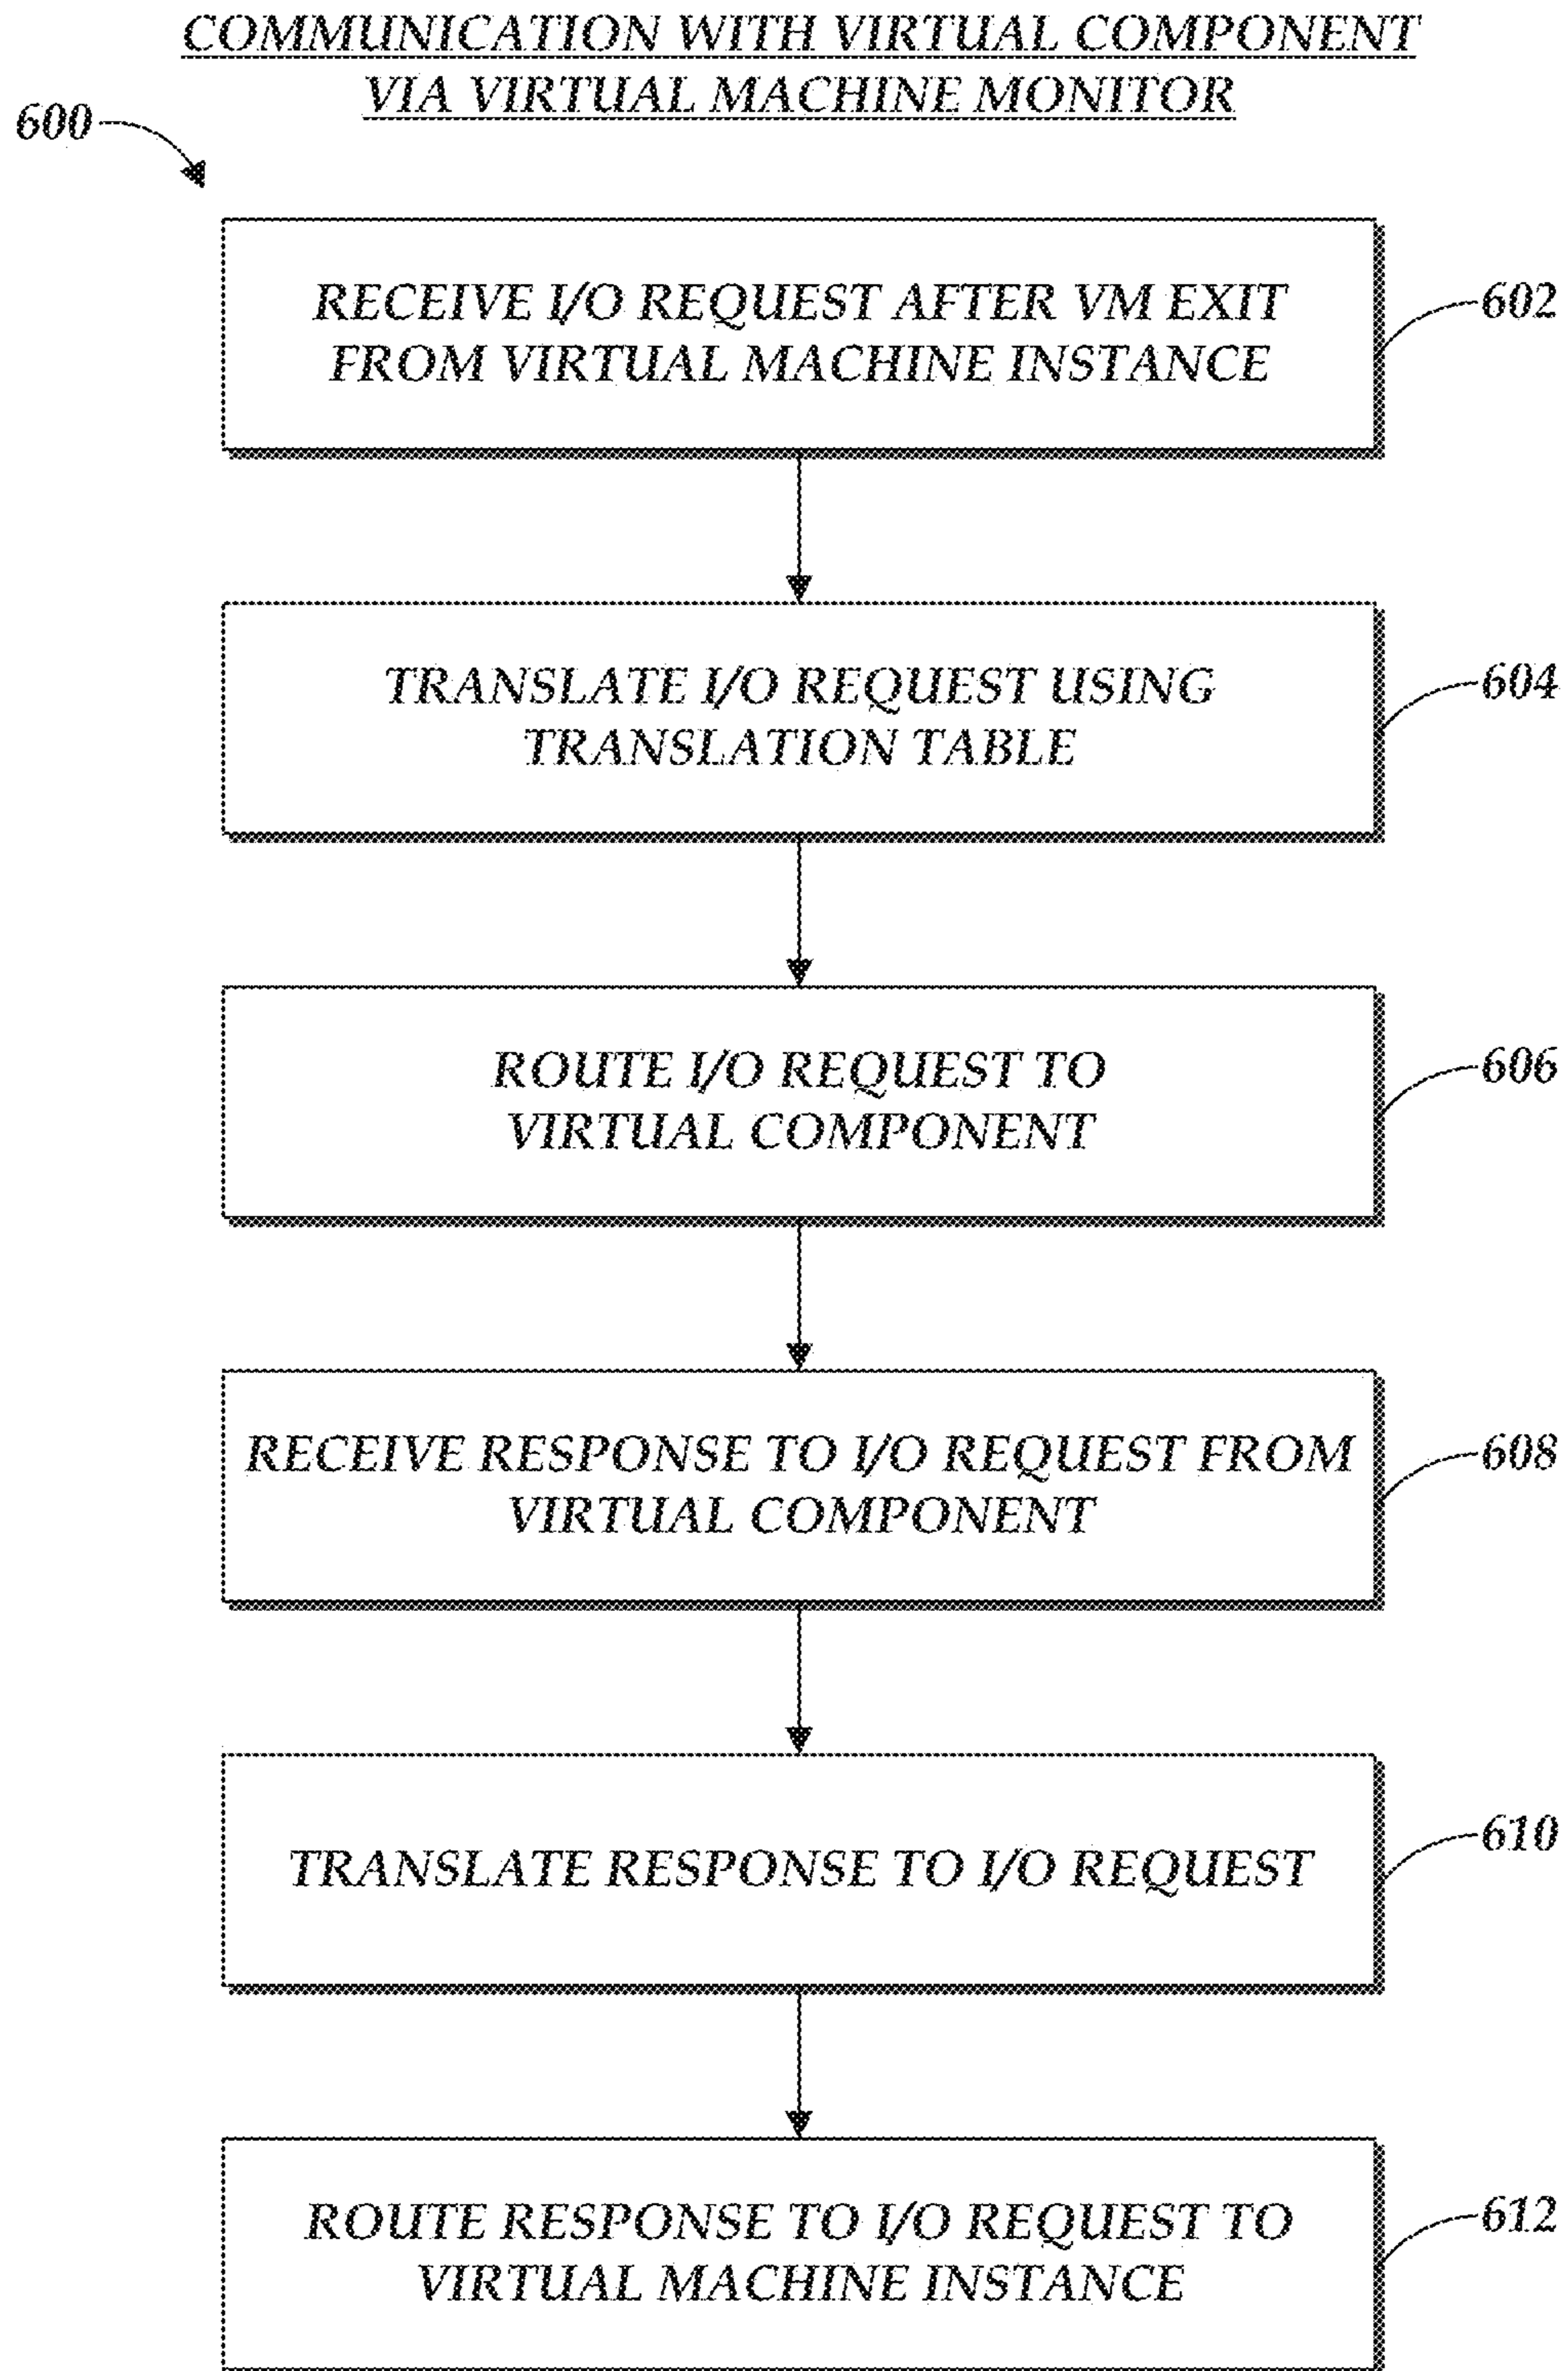 COMMUNICATION WITH VIRTUAL COMPONENT
VIA VIRTUAL MACHINE MONITOR
600
RECEIVE I/O REQUEST AFTER VM EXIT
FROM VIRTUAL MACHINE INSTANCE
602
TRANSLATE I/O REQUEST USING
TRANSLATION TABLE
604
ROUTE I/O REQUEST TO
VIRTUAL COMPONENT
606
RECEIVE RESPONSE TO I/O REQUEST FROM
VIRTUAL COMPONENT
608
TRANSLATE RESPONSE TO I/O REQUEST
610
ROUTE RESPONSE TO I/O REQUEST TO
VIRTUAL MACHINE INSTANCE
612